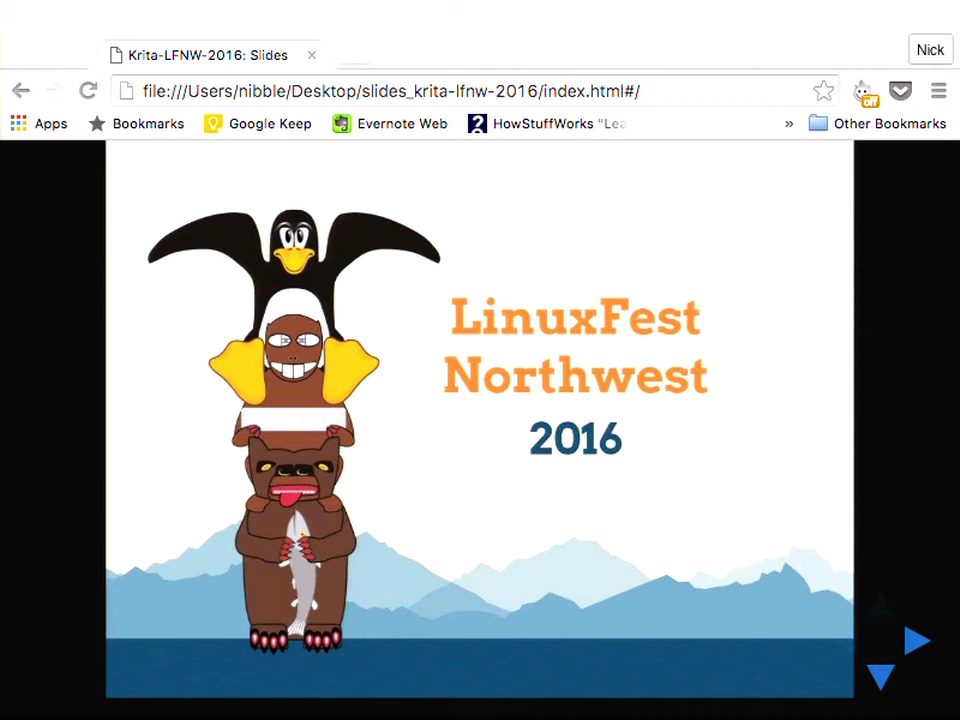 Krita-LFNW-2016: Slides
Nick
file:///Users/nibble/Desktop/slides_krita-lfnw-2016/index.html#/
Apps Bookmarks Google Keep Evernote Web HowStuffWorks "Lea » Other Bookmarks
off
LinuxFest
Northwest
2016